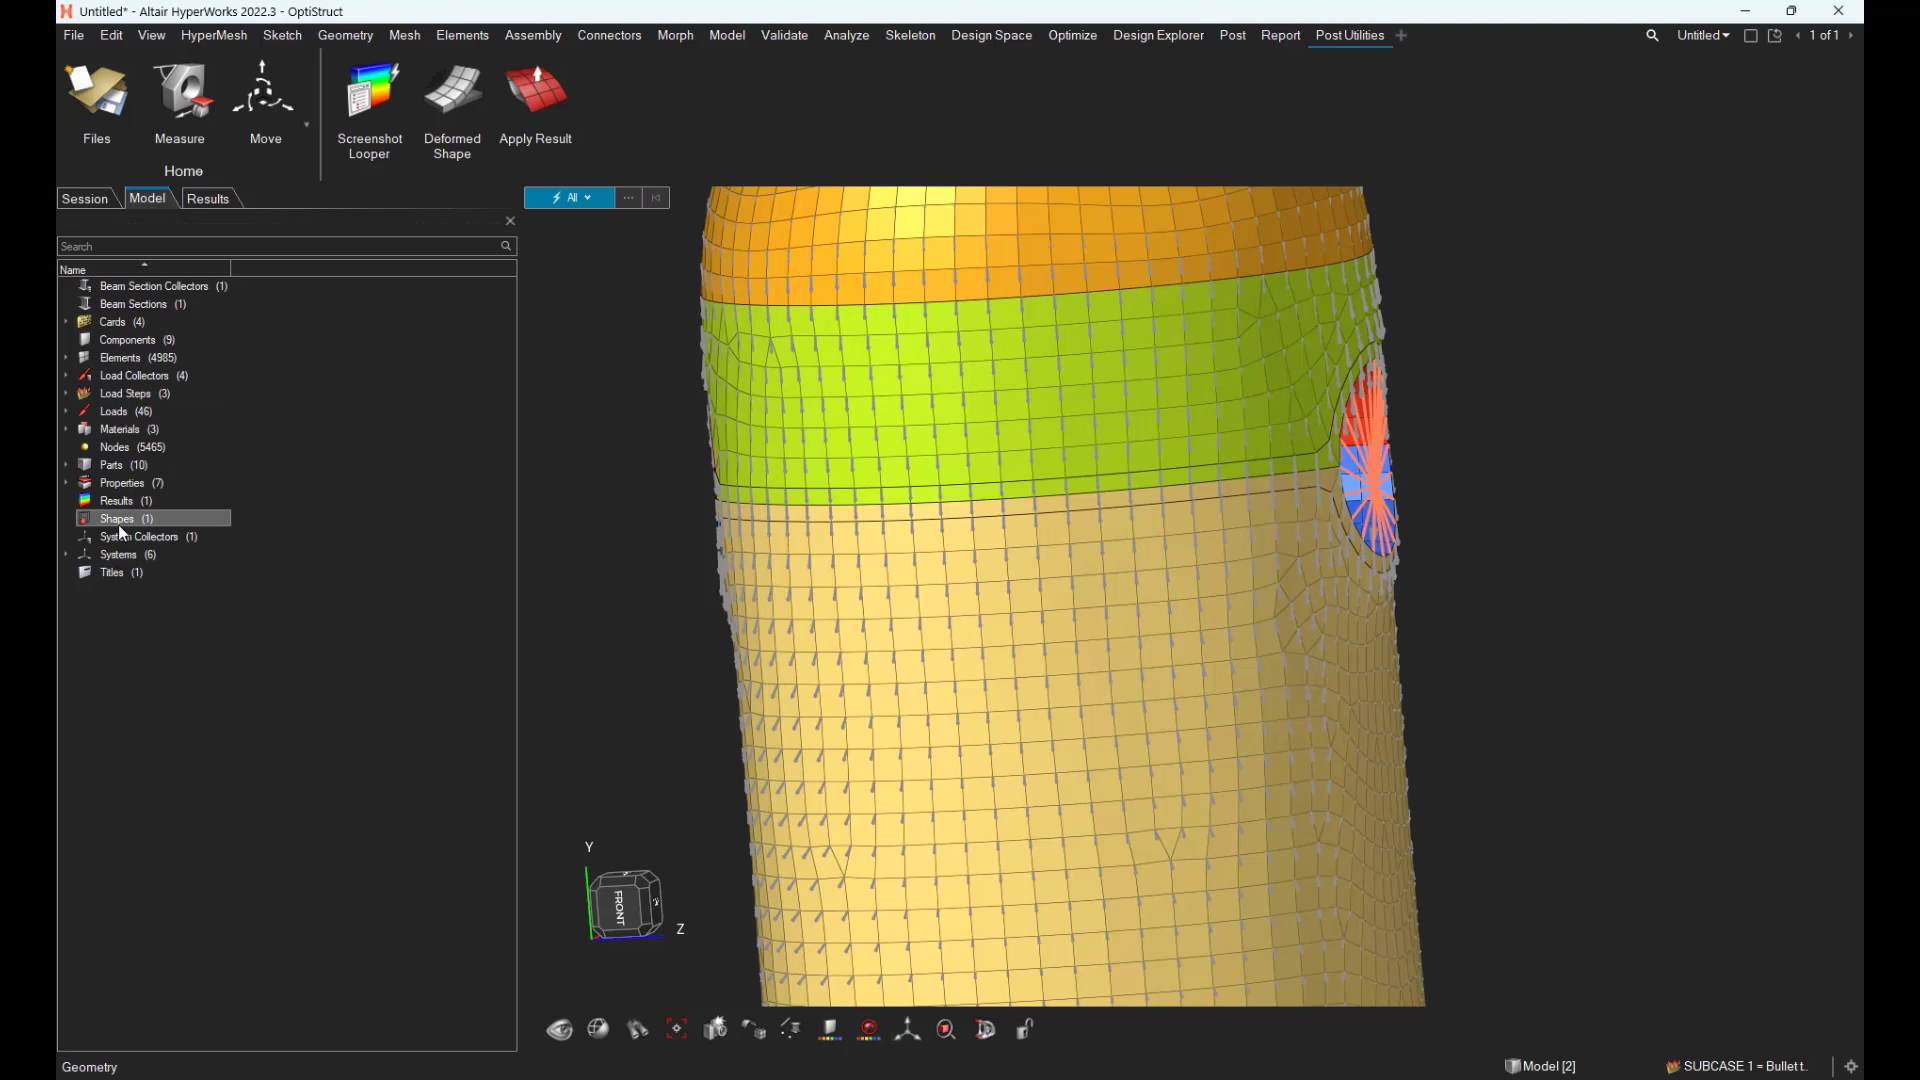 Untitled* - Altair HyperWorks 2022.3 - OptiStruct
File Edit View HyperMesh Sketch Geometry Mesh Elements Assembly Connectors Morph Model Validate Analyze Skeleton Design Space Optimize Design Explorer Post Report Post Utilities Untitled 1 of 1
Files Measure Move Screenshot Looper Deformed Shape Apply Result
Home
Session Model Results All
Search
Name
Beam Section Collectors (1)
Beam Sections (1)
Cards (4)
Components (9)
Elements (4985)
Load Collectors (4)
Load Steps (3)
Loads (46)
Materials (3)
Nodes (5465)
Parts (10)
Properties (7)
Results (1)
Shapes (1)
System Collectors (1)
Systems (6)
Titles (1)
Y
FRONT
Z
Geometry Model [2] SUBCASE 1 = Bullet t..